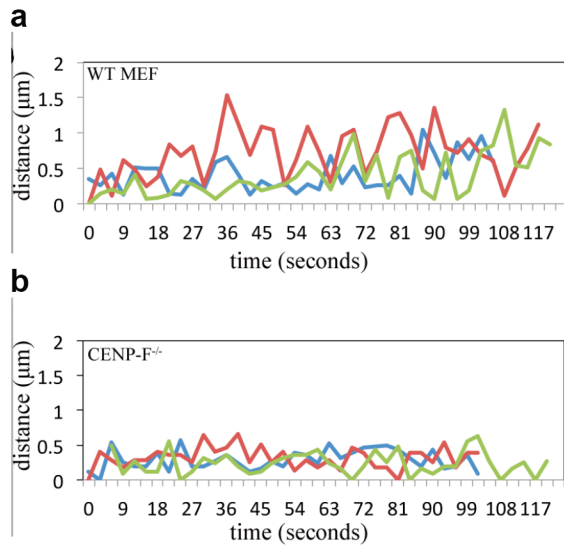 a
2
WT MEF
1.5
1
0.5
0
distance (μm)
0 9 18 27 36 45 54 63 72 81 90 99 108 117
time (seconds)
b
2
CENP-F-/-
1.5
1
0.5
0
distance (μm)
0 9 18 27 36 45 54 63 72 81 90 99 108 117
time (seconds)